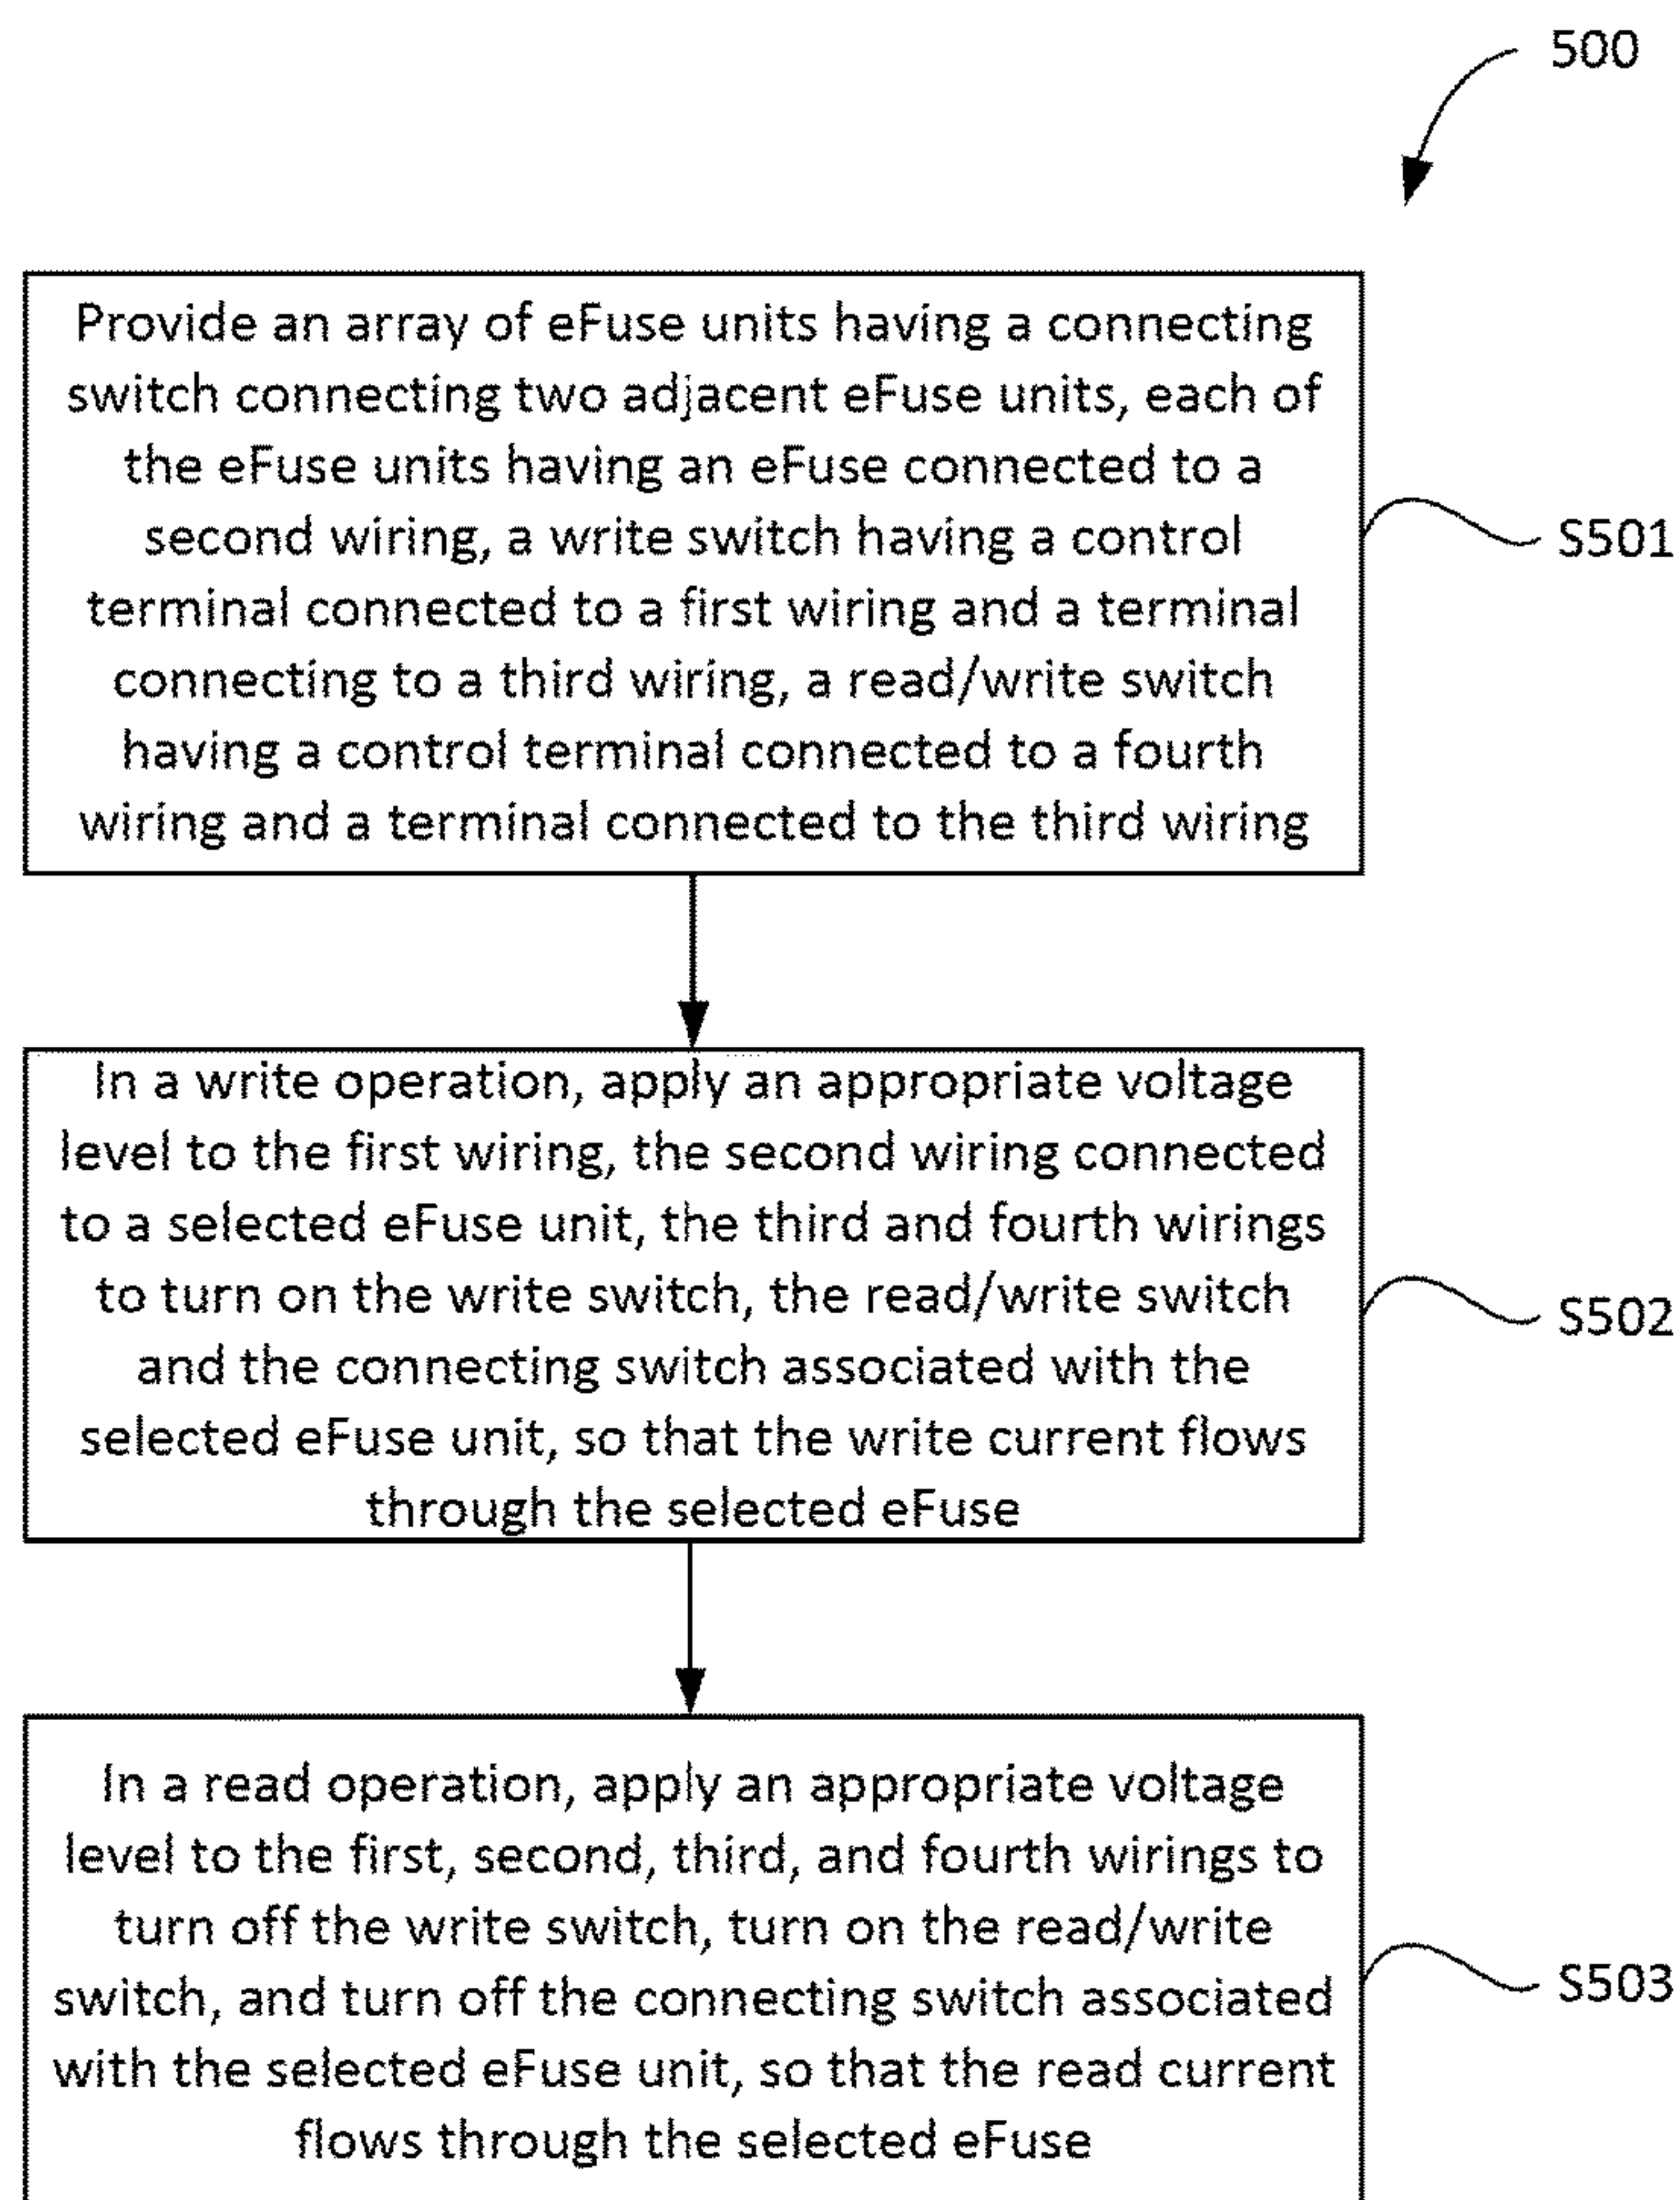 500
Provide an array of eFuse units having a connecting
switch connecting two adjacent eFuse units, each of
the eFuse units having an eFuse connected to a
second wiring, a write switch having a control
terminal connected to a first wiring and a terminal
connecting to a third wiring, a read/write switch
having a control terminal connected to a fourth
wiring and a terminal connected to the third wiring
S501
In a write operation, apply an appropriate voltage
level to the first wiring, the second wiring connected
to a selected eFuse unit, the third and fourth wirings
to turn on the write switch, the read/write switch
and the connecting switch associated with the
selected eFuse unit, so that the write current flows
through the selected eFuse
S502
In a read operation, apply an appropriate voltage
level to the first, second, third, and fourth wirings to
turn off the write switch, turn on the read/write
switch, and turn off the connecting switch associated
with the selected eFuse unit, so that the read current
flows through the selected eFuse
S503